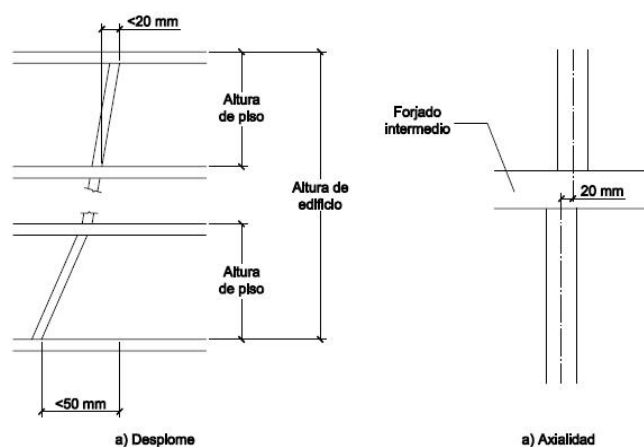 <20 mm
Altura
de piso
Altura de
edificio
Altura
de piso
<50 mm
a) Desplome
Forjado
intermedio
20 mm
a) Axialidad